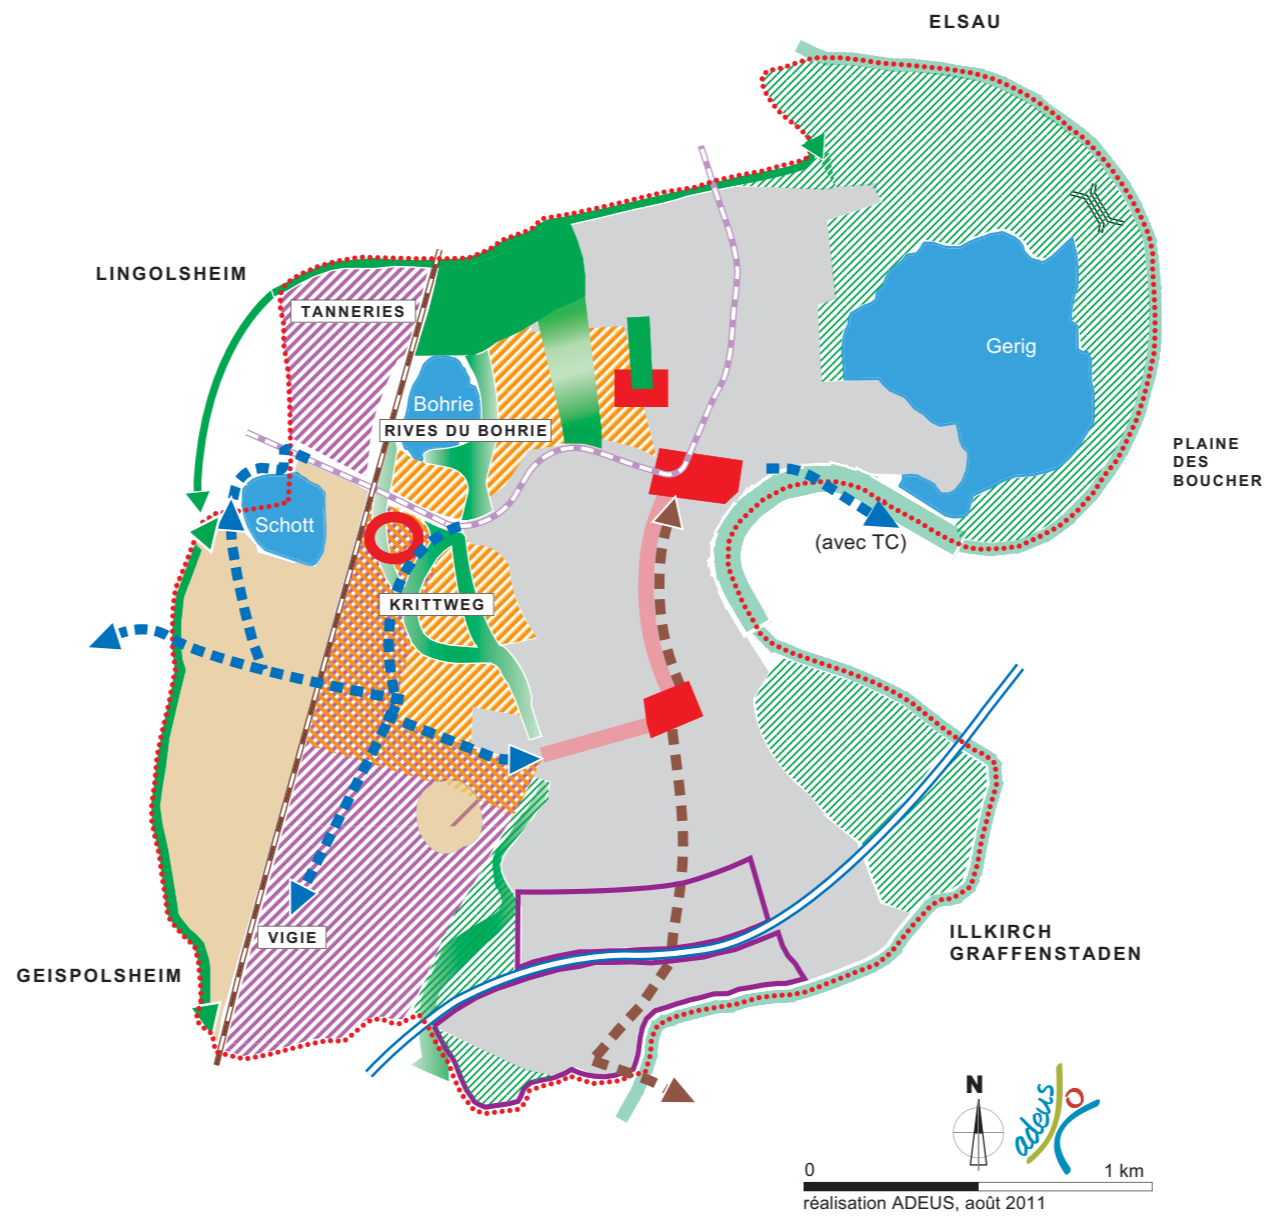 ELSAU
LINGOLSHEIM
TANNERIES
Gerig
Bohrie
RIVES DU BOHRIE
PLAINE
DES
BOUCHER
Schott
(avec TC)
KRITTWEG
VIGIE
ILLKIRCH
GRAFFENSTADEN
GEISPOLSHEIM
N
adeus
0 1 km
réalisation ADEUS, août 2011